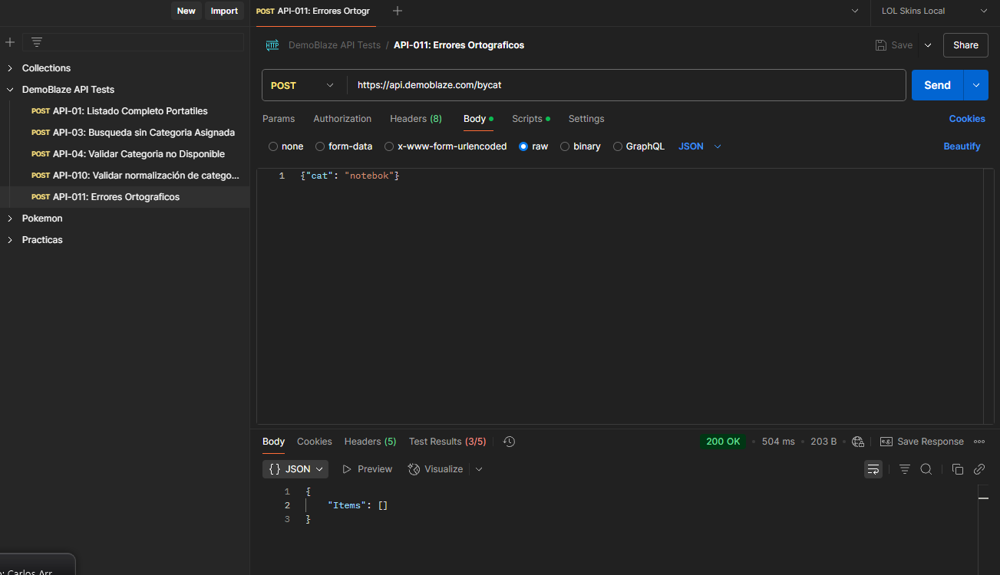 New Import POST API-011: Errores Ortogr LOL Skins Local
DemoBlaze API Tests / API-011: Errores Ortograficos Save Share
Collections
DemoBlaze API Tests
POST API-01: Listado Completo Portatiles
POST API-03: Busqueda sin Categoria Asignada
POST API-04: Validar Categoria no Disponible
POST API-010: Validar normalización de catego...
POST API-011: Errores Ortograficos
Pokemon
Practicas
POST https://api.demoblaze.com/bycat Send
Params Authorization Headers (8) Body Scripts Settings Cookies
none form-data x-www-form-urlencoded raw binary GraphQL JSON Beautify
1 {"cat": "notebok"}
Body Cookies Headers (5) Test Results (3/5) 200 OK 504 ms 203 B e.g. Save Response
{} JSON Preview Visualize
1 {
2 "Items": []
3 }
: Carlos Arr